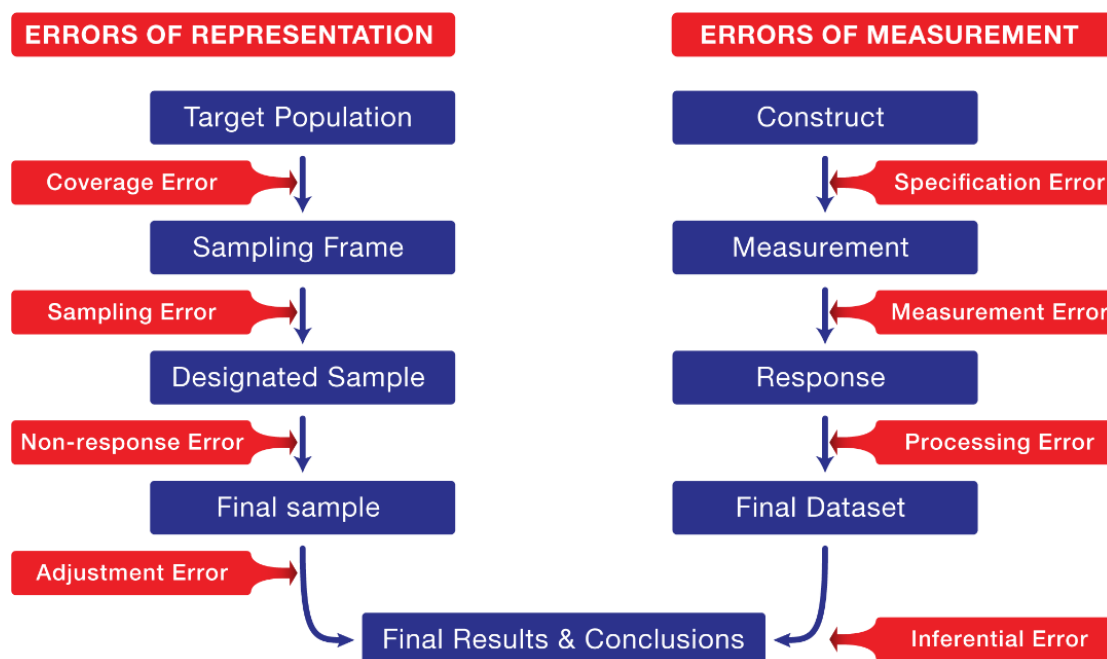 ERRORS OF REPRESENTATION
Target Population
Coverage Error
Sampling Frame
Sampling Error
Designated Sample
Non-response Error
Final sample
Adjustment Error
ERRORS OF MEASUREMENT
Construct
Specification Error
Measurement
Measurement Error
Response
Processing Error
Final Dataset
Inferential Error
Final Results & Conclusions